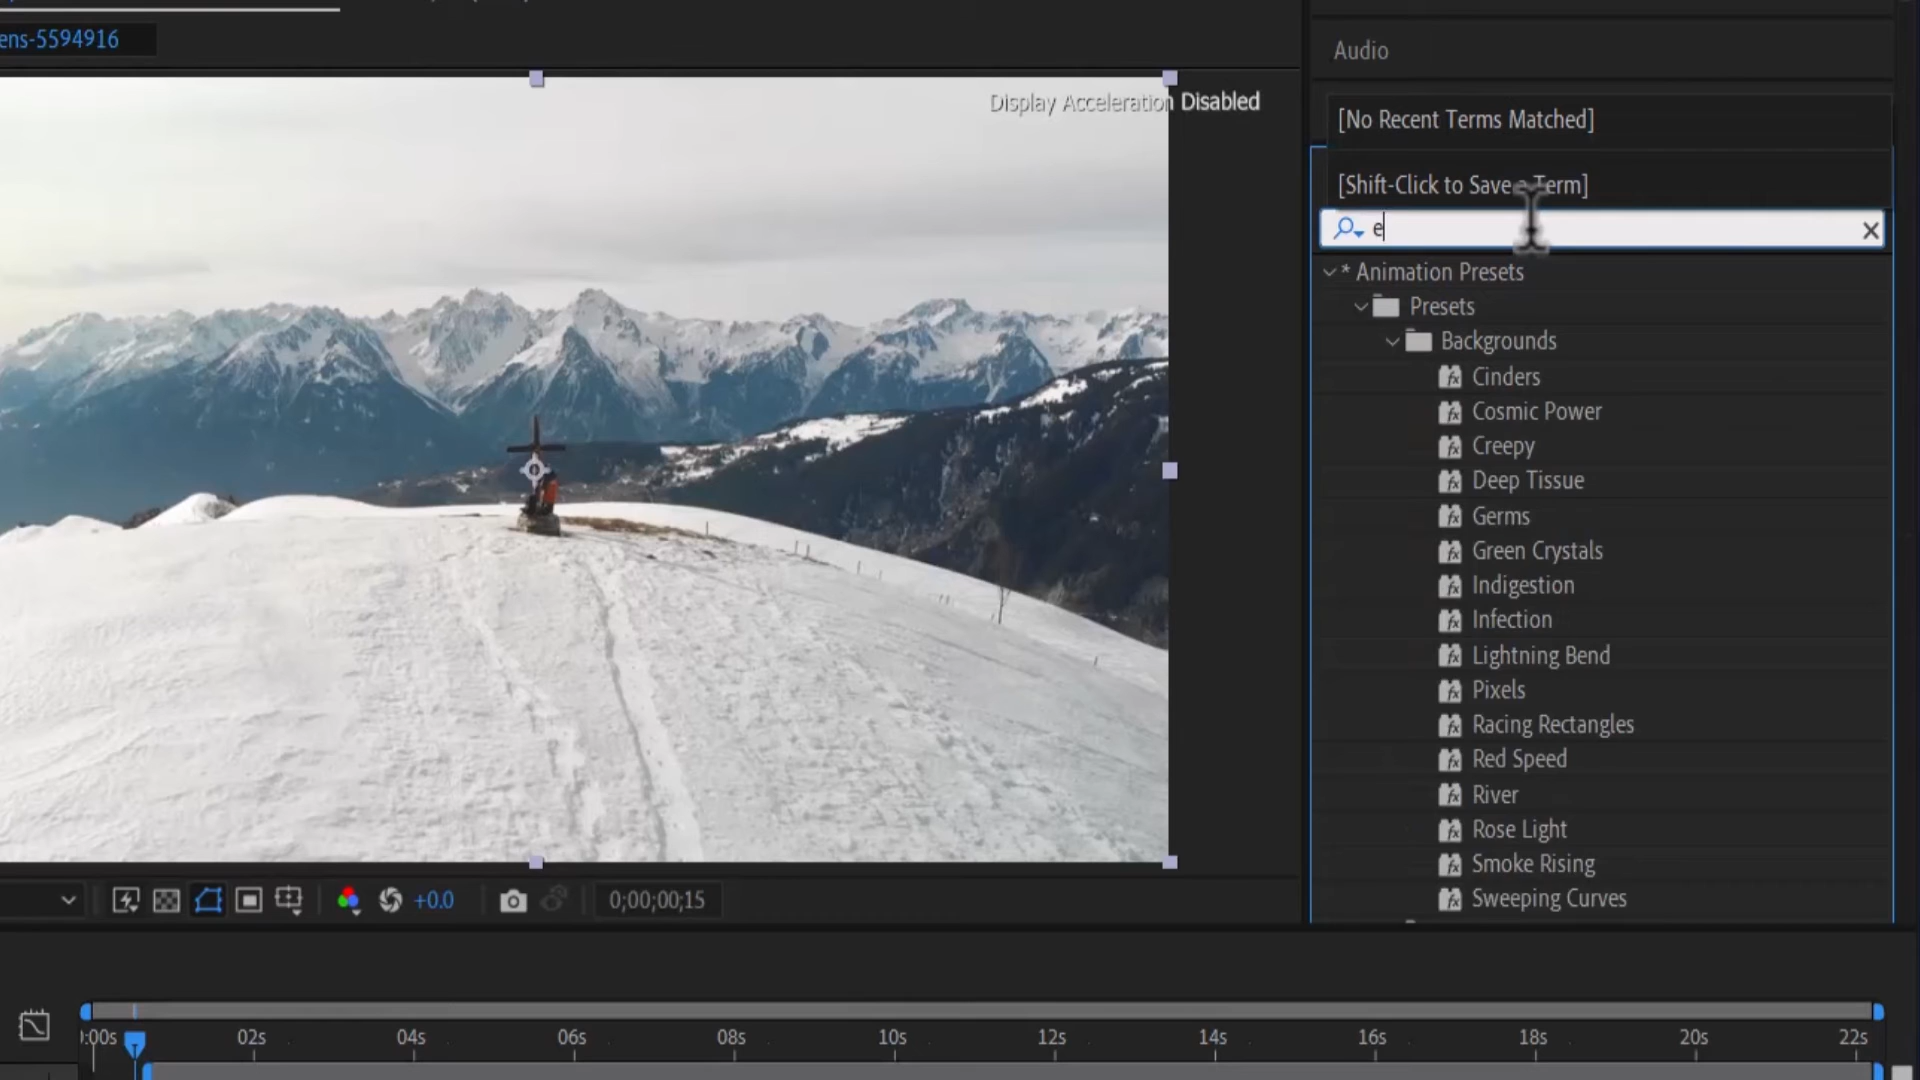 ens-5594916
Display Acceleration Disabled
Audio
[No Recent Terms Matched]
[Shift-Click to Save a Term]
e
* Animation Presets
Presets
Backgrounds
Cinders
Cosmic Power
Creepy
Deep Tissue
Germs
Green Crystals
Indigestion
Infection
Lightning Bend
Pixels
Racing Rectangles
Red Speed
River
Rose Light
Smoke Rising
Sweeping Curves
+0.0
0;00;00;15
:00s 02s 04s 06s 08s 10s 12s 14s 16s 18s 20s 22s